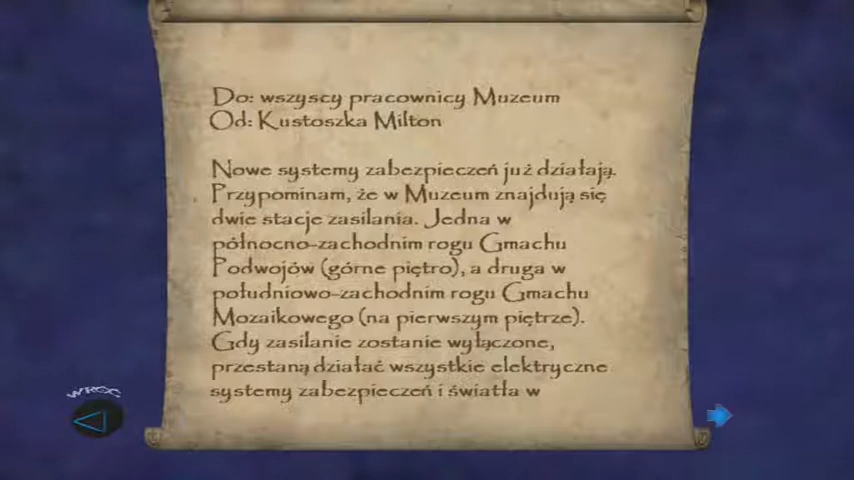 Do: wszyscy pracownicy Muzeum
Od: Kustoszka Milton
Nowe systemy zabezpieczeń już działają.
Przypominam, że w Muzeum znajdują się
dwie stacje zasilania. Jedna w
północno-zachodnim rogu Gmachu
Podwojów (górne piętro), a druga w
południowo-zachodnim rogu Gmachu
Mozaikowego (na pierwszym piętrze).
Gdy zasilanie zostanie wyłączone,
przestaną działać wszystkie elektryczne
systemy zabezpieczeń i światła w
WRÓĆ